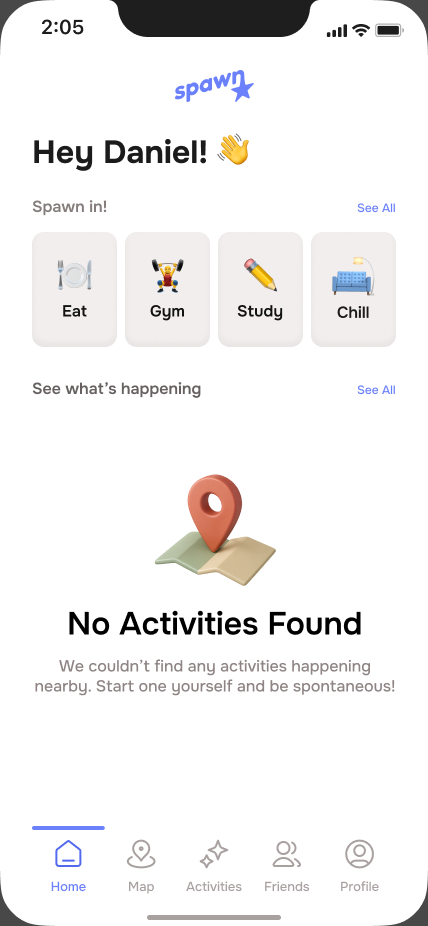 2:05
spawn
Hey Daniel! 👋
Spawn in!
See All
Eat
Gym
Study
Chill
See what’s happening
See All
No Activities Found
We couldn’t find any activities happening
nearby. Start one yourself and be spontaneous!
Home
Map
Activities
Friends
Profile